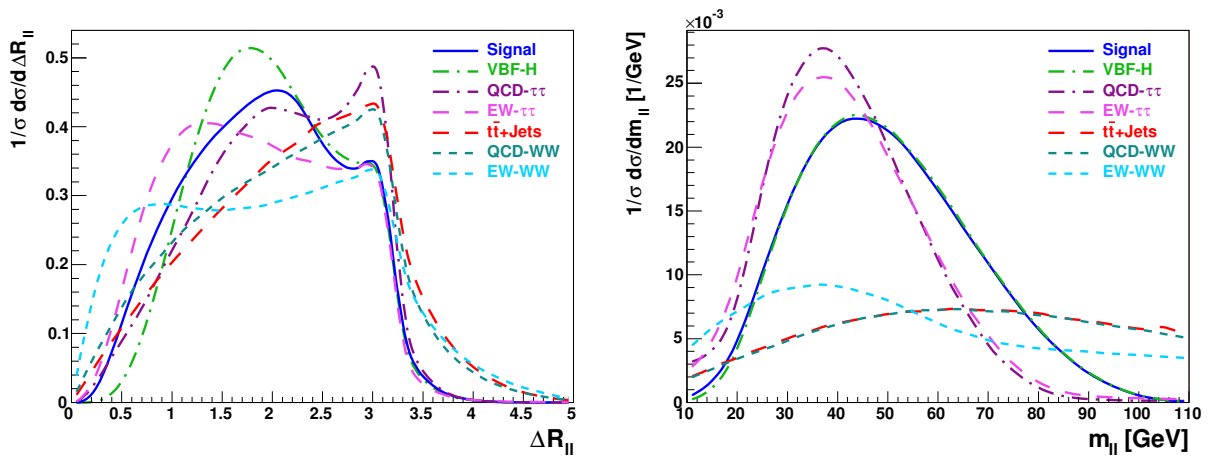 1/σ dσ/d ΔR_ll
0.5
0.4
0.3
0.2
0.1
0
0 0.5 1 1.5 2 2.5 3 3.5 4 4.5 5
ΔR_ll
Signal
VBF-H
QCD-ττ
EW-ττ
tt̄+Jets
QCD-WW
EW-WW
×10⁻³
1/σ dσ/dm_ll [1/GeV]
25
20
15
10
5
0
10 20 30 40 50 60 70 80 90 100 110
m_ll [GeV]
Signal
VBF-H
QCD-ττ
EW-ττ
tt̄+Jets
QCD-WW
EW-WW